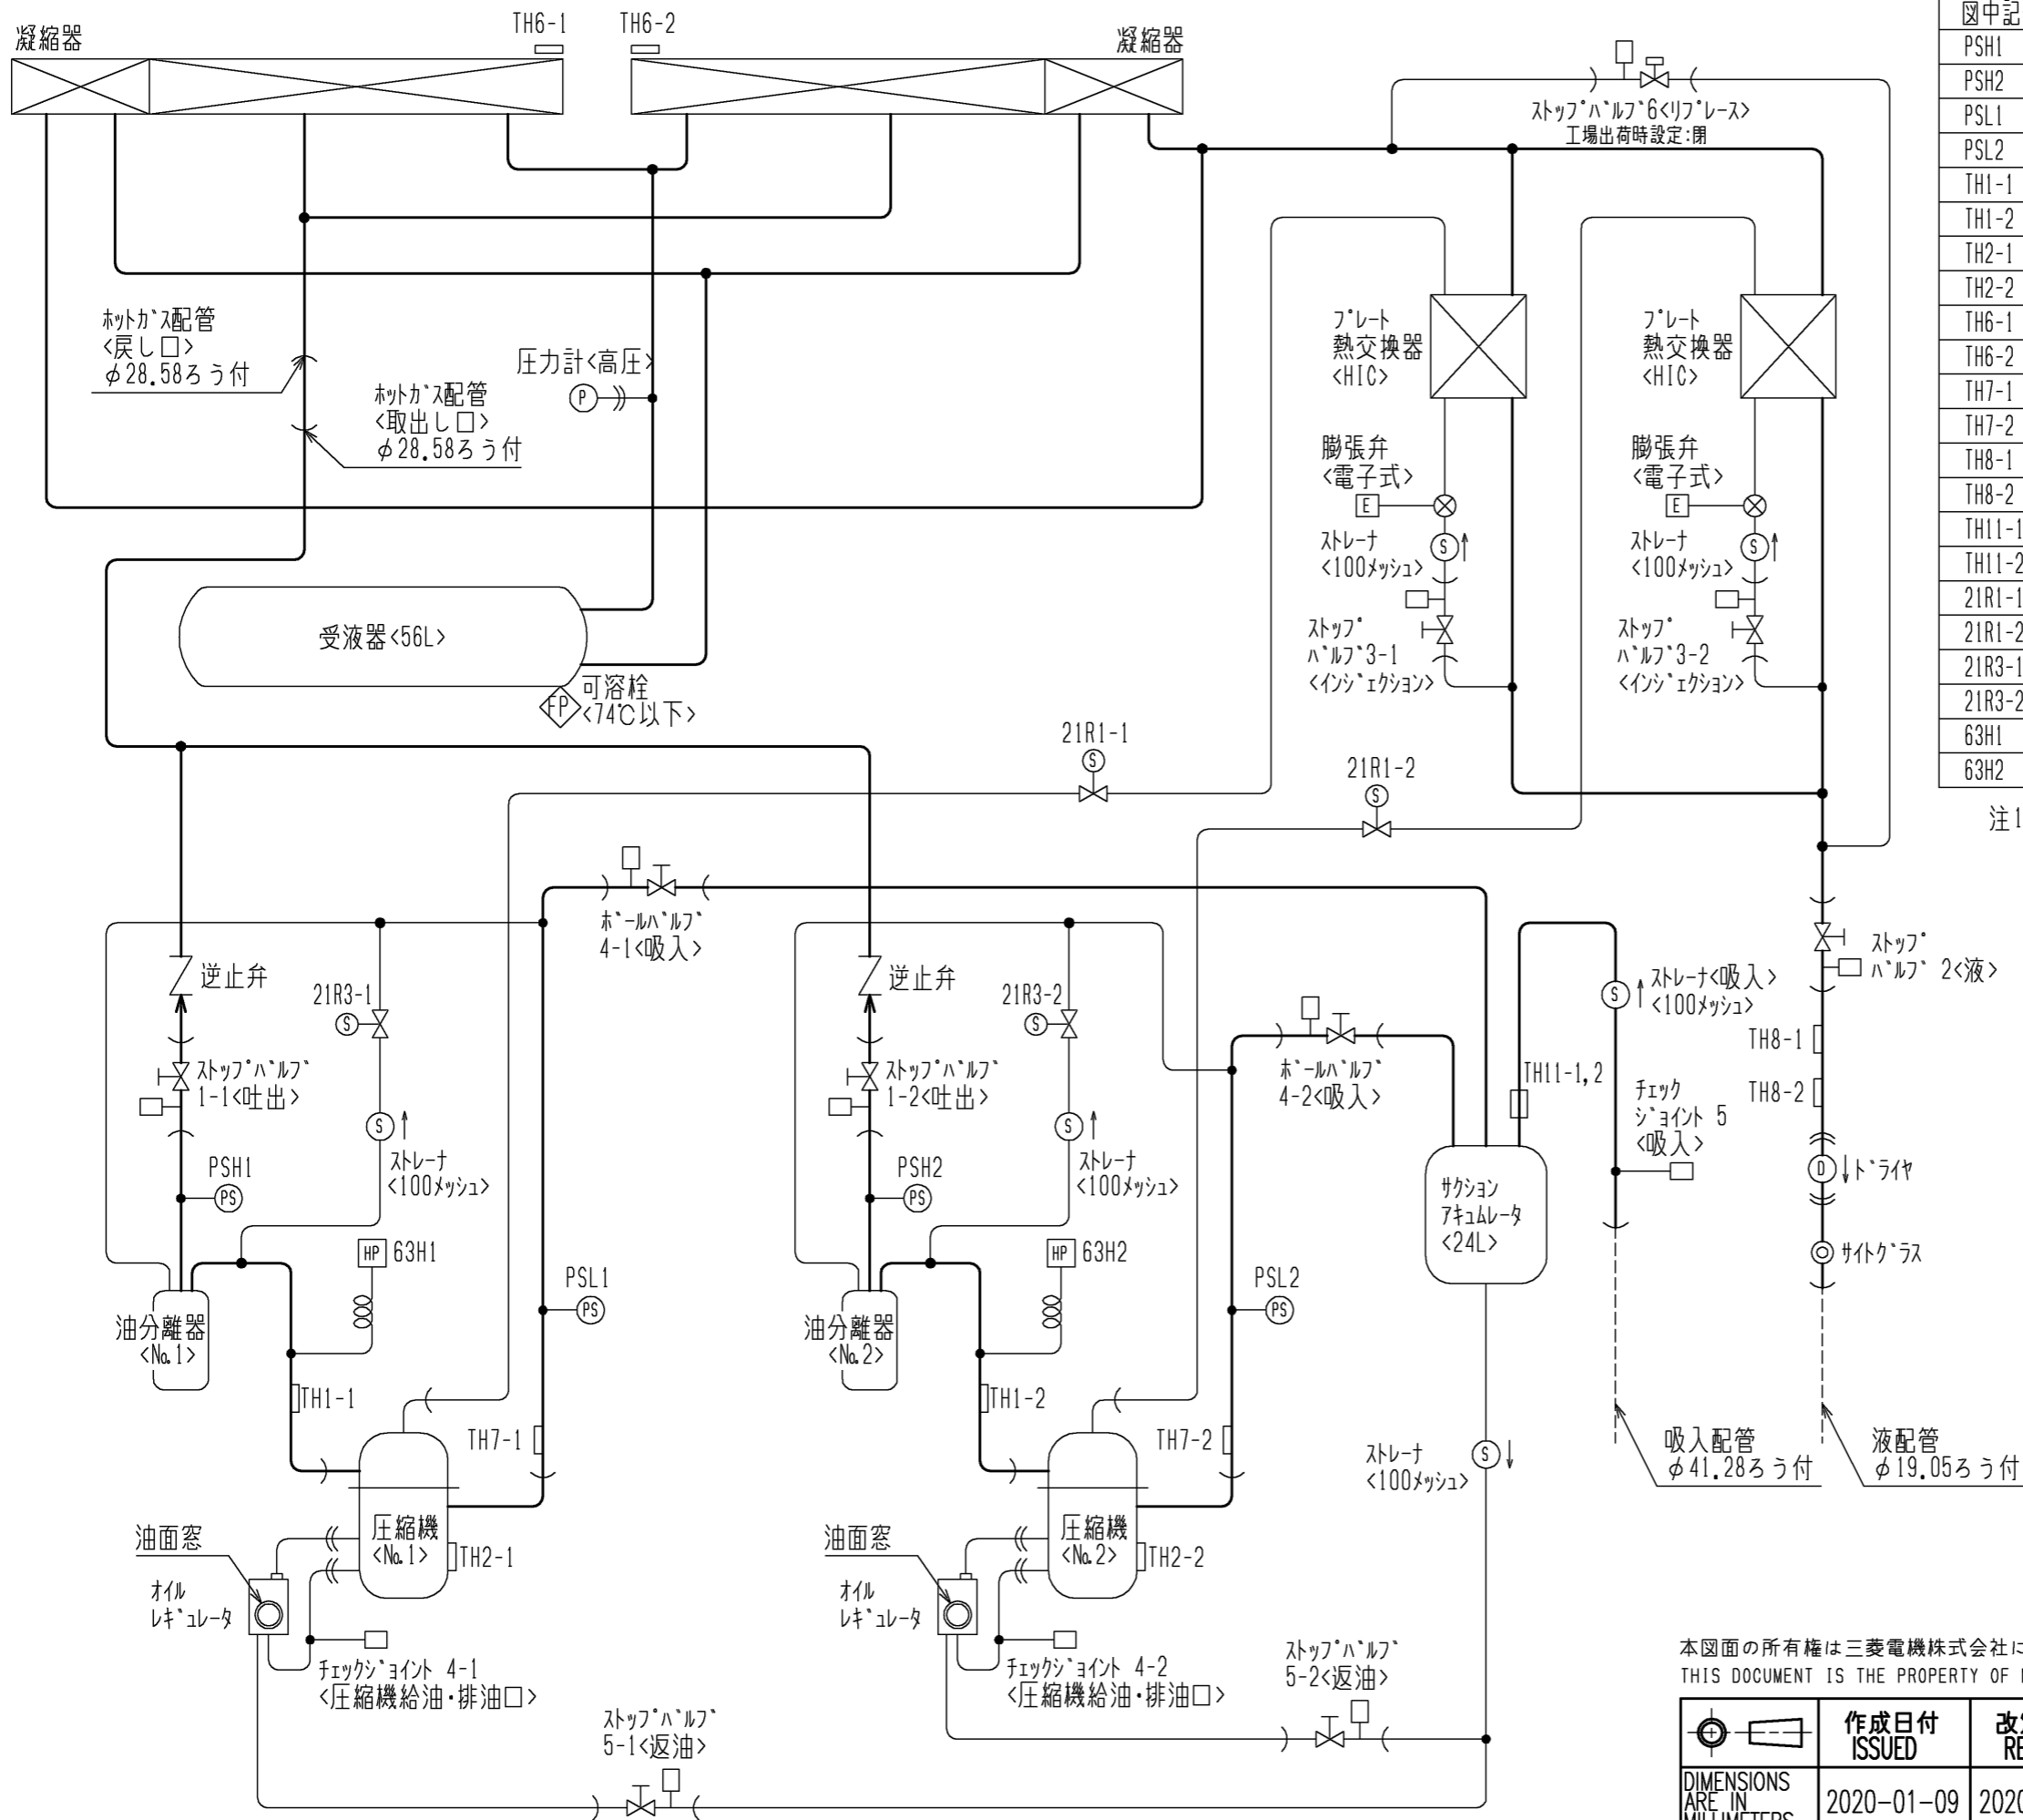 凝縮器
TH6-1
TH6-2
凝縮器
ストップバルブ6<リプレース>
工場出荷時設定:閉
ホットガス配管
<戻し口>
φ28.58ろう付
ホットガス配管
<取出し口>
φ28.58ろう付
圧力計<高圧>
P
プレート
熱交換器
<HIC>
プレート
熱交換器
<HIC>
膨張弁
<電子式>
E
膨張弁
<電子式>
E
ストレーナ
<100メッシュ>
S
ストレーナ
<100メッシュ>
S
ストップ
バルブ3-1
<インジェクション>
ストップ
バルブ3-2
<インジェクション>
受液器<56L>
FP
可溶栓
<74℃以下>
21R1-1
S
21R1-2
S
ボールバルブ
4-1<吸入>
逆止弁
21R3-1
S
逆止弁
21R3-2
S
ストップバルブ
1-1<吐出>
ストップバルブ
1-2<吐出>
ボールバルブ
4-2<吸入>
S
ストレーナ<吸入>
<100メッシュ>
ストップ
バルブ 2<液>
TH8-1
TH8-2
TH11-1,2
チェック
ジョイント 5
<吸入>
D
ドライヤ
サイトグラス
S
ストレーナ
<100メッシュ>
S
ストレーナ
<100メッシュ>
PSH1
PS
PSH2
PS
HP
63H1
HP
63H2
PSL1
PS
PSL2
PS
サクション
アキュムレータ
<24L>
油分離器
<No.1>
油分離器
<No.2>
TH1-1
TH1-2
TH7-1
TH7-2
ストレーナ
<100メッシュ>
S
吸入配管
φ41.28ろう付
液配管
φ19.05ろう付
油面窓
圧縮機
<No.1>
TH2-1
油面窓
圧縮機
<No.2>
TH2-2
オイル
レギュレータ
オイル
レギュレータ
チェックジョイント 4-1
<圧縮機給油・排油口>
チェックジョイント 4-2
<圧縮機給油・排油口>
ストップバルブ
5-1<返油>
ストップバルブ
5-2<返油>
図中記
PSH1
PSH2
PSL1
PSL2
TH1-1
TH1-2
TH2-1
TH2-2
TH6-1
TH6-2
TH7-1
TH7-2
TH8-1
TH8-2
TH11-1
TH11-2
21R1-1
21R1-2
21R3-1
21R3-2
63H1
63H2
注1
本図面の所有権は三菱電機株式会社に
THIS DOCUMENT IS THE PROPERTY OF
作成日付
ISSUED
DIMENSIONS
ARE IN
MILLIMETERS
2020-01-09